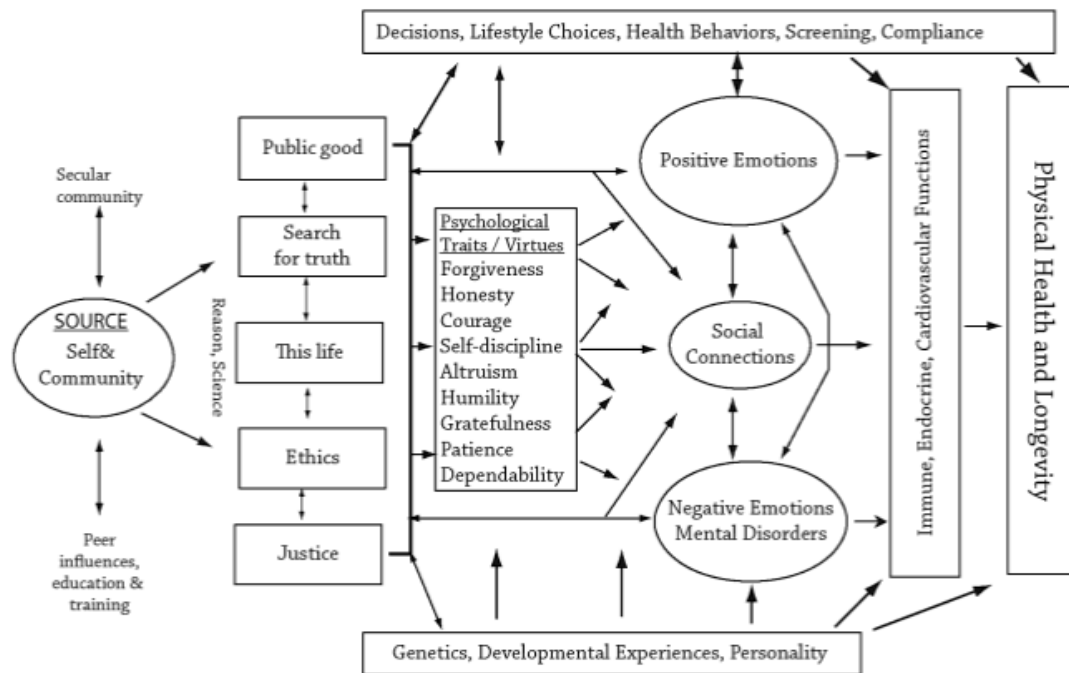 Decisions, Lifestyle Choices, Health Behaviors, Screening, Compliance
Secular
community
SOURCE
Self&
Community
Peer
influences,
education &
training
Reason, Science
Public good
Search
for truth
This life
Ethics
Justice
Psychological
Traits / Virtues
Forgiveness
Honesty
Courage
Self-discipline
Altruism
Humility
Gratefulness
Patience
Dependability
Positive Emotions
Social
Connections
Negative Emotions
Mental Disorders
Immune, Endocrine, Cardiovascular Functions
Physical Health and Longevity
Genetics, Developmental Experiences, Personality